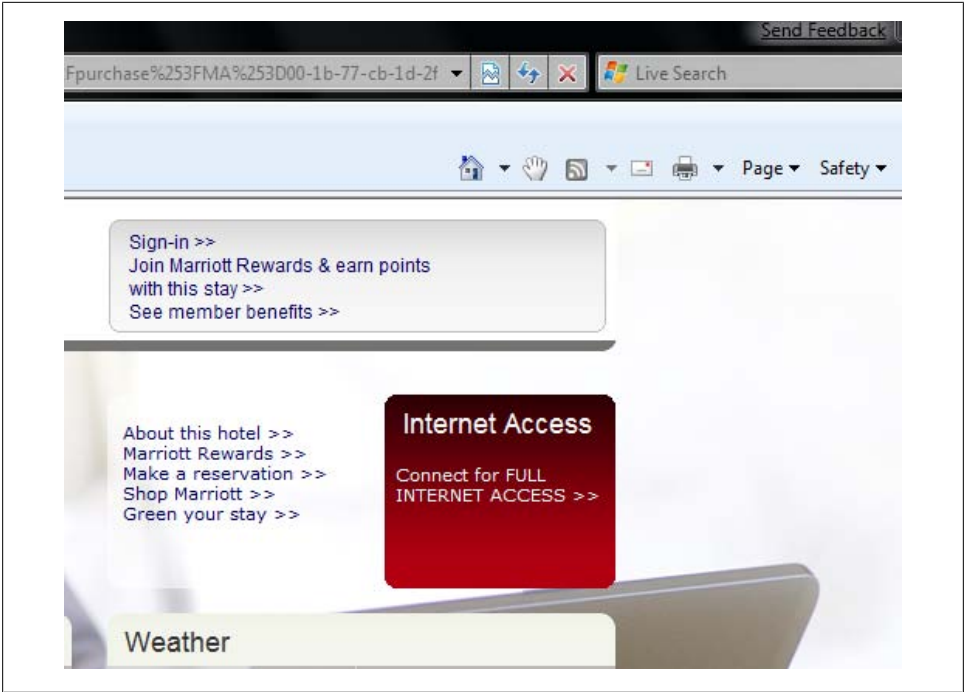 Send Feedback
Fpurchase%253FMA%253D00-1b-77-cb-1d-2f
Live Search
Page
Safety
Sign-in >>
Join Marriott Rewards & earn points
with this stay >>
See member benefits >>
About this hotel >>
Marriott Rewards >>
Make a reservation >>
Shop Marriott >>
Green your stay >>
Internet Access
Connect for FULL
INTERNET ACCESS >>
Weather